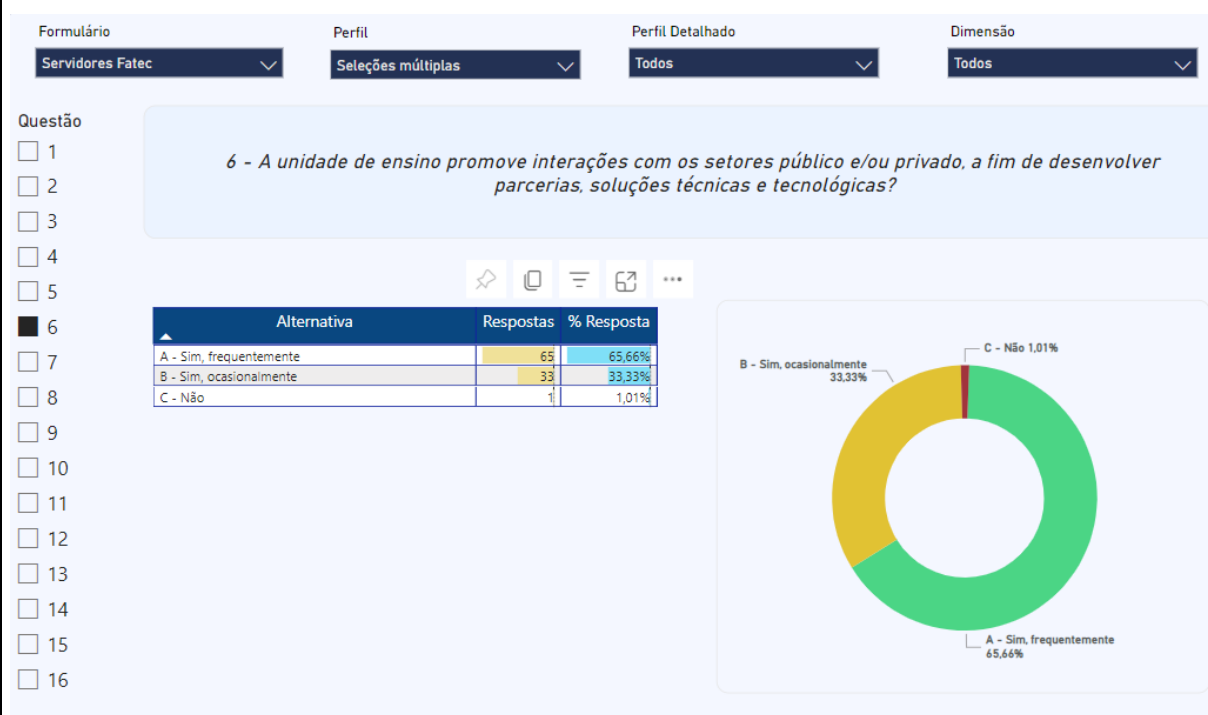 Formulário
Perfil
Perfil Detalhado
Dimensão
Servidores Fatec
Seleções múltiplas
Todos
Todos
Questão
1
2
3
4
5
6
7
8
9
10
11
12
13
14
15
16
6 - A unidade de ensino promove interações com os setores público e/ou privado, a fim de desenvolver
parcerias, soluções técnicas e tecnológicas?
Alternativa Respostas % Resposta
A - Sim, frequentemente 65 65,66%
B - Sim, ocasionalmente 33 33,33%
C - Não 1 1,01%
C - Não 1,01%
B - Sim, ocasionalmente
33,33%
A - Sim, frequentemente
65,66%